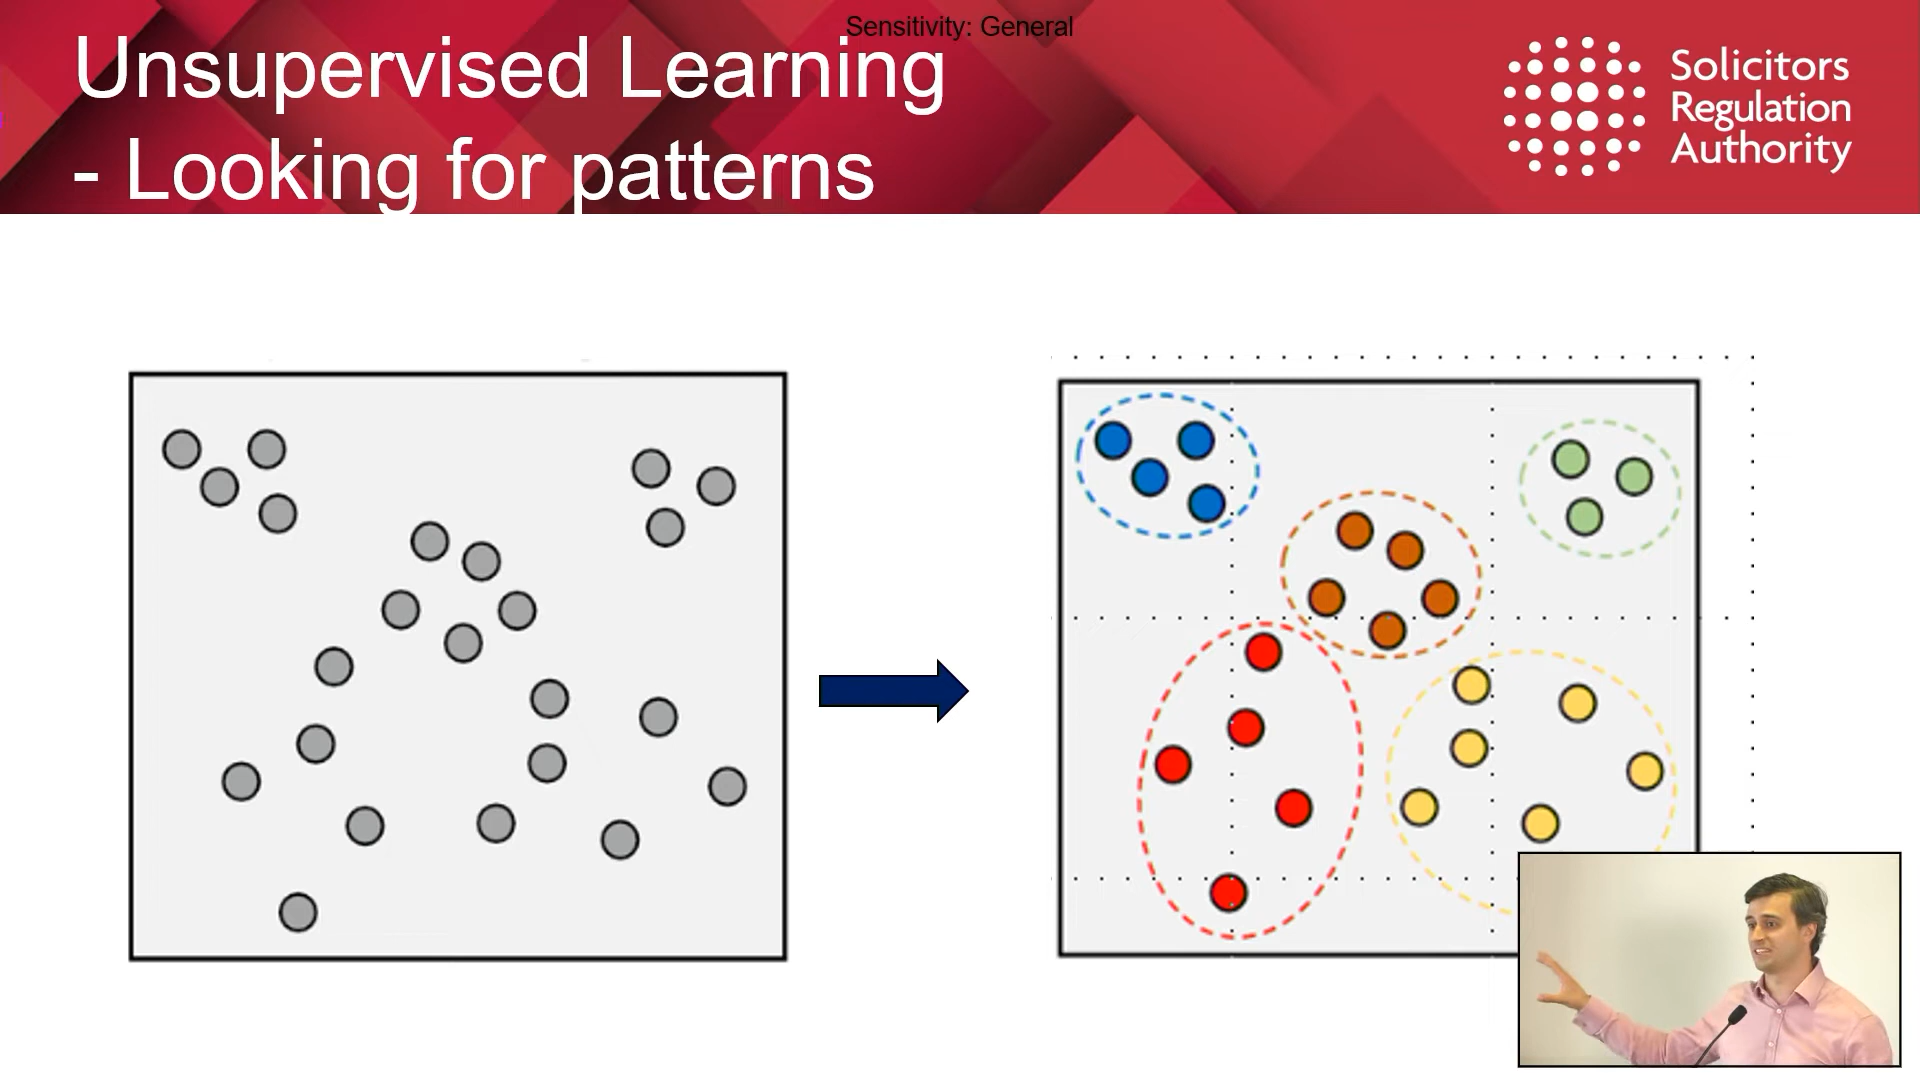 Sensitivity: General
Unsupervised Learning
- Looking for patterns
Solicitors
Regulation
Authority